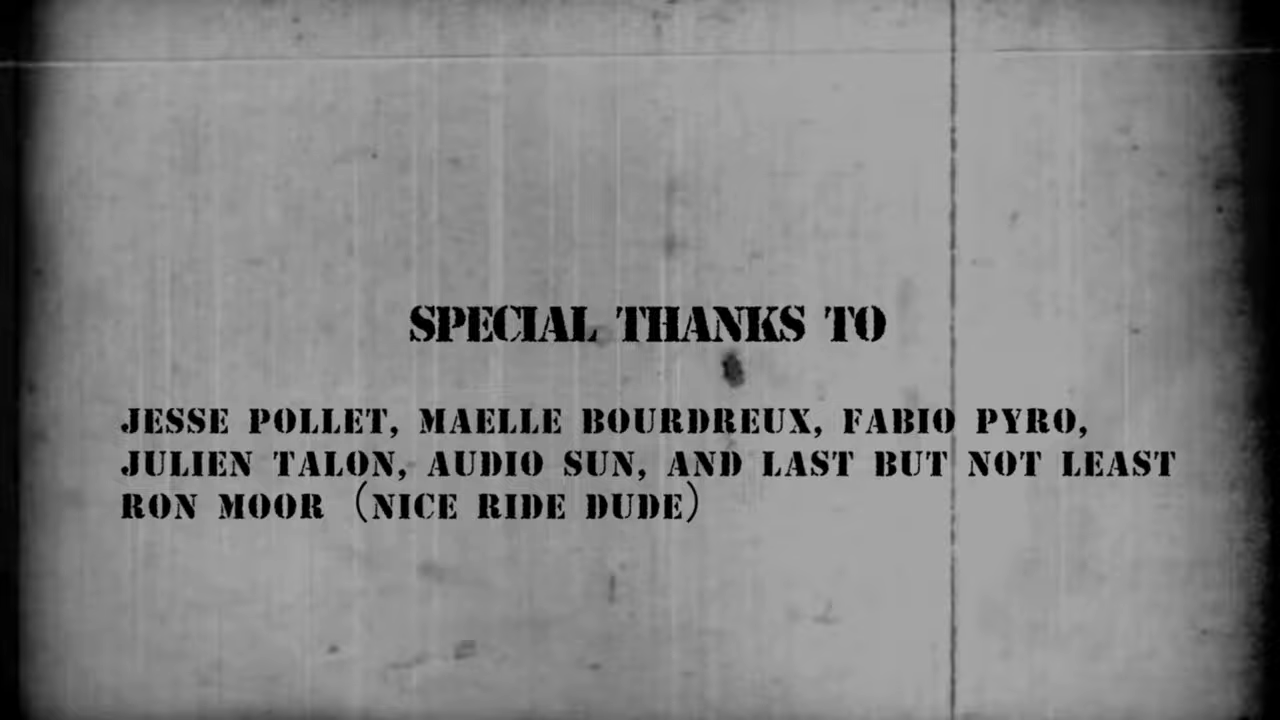 SPECIAL THANKS TO
JESSE POLLET, MAELLE BOURDREUX, FABIO PYRO,
JULIEN TALON, AUDIO SUN, AND LAST BUT NOT LEAST
RON MOOR (NICE RIDE DUDE)